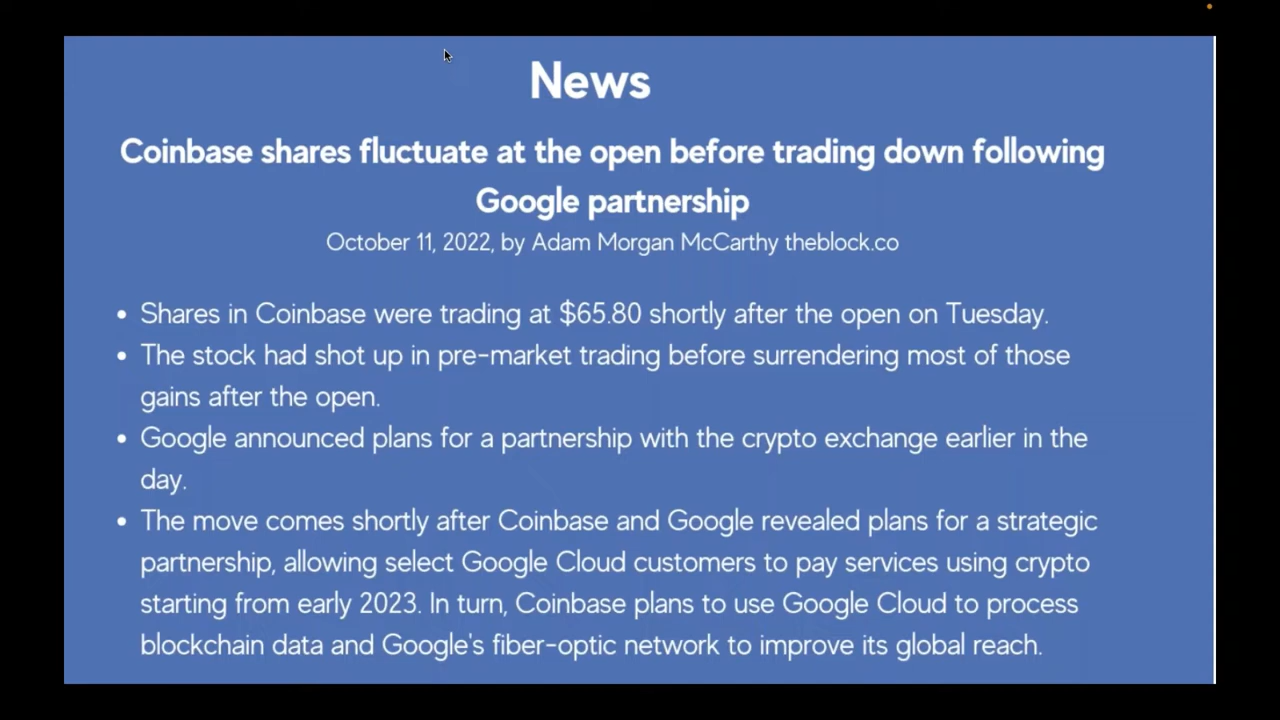 News
Coinbase shares fluctuate at the open before trading down following
Google partnership
October 11, 2022, by Adam Morgan McCarthy theblock.co
• Shares in Coinbase were trading at $65.80 shortly after the open on Tuesday.
• The stock had shot up in pre-market trading before surrendering most of those
gains after the open.
• Google announced plans for a partnership with the crypto exchange earlier in the
day.
• The move comes shortly after Coinbase and Google revealed plans for a strategic
partnership, allowing select Google Cloud customers to pay services using crypto
starting from early 2023. In turn, Coinbase plans to use Google Cloud to process
blockchain data and Google's fiber-optic network to improve its global reach.